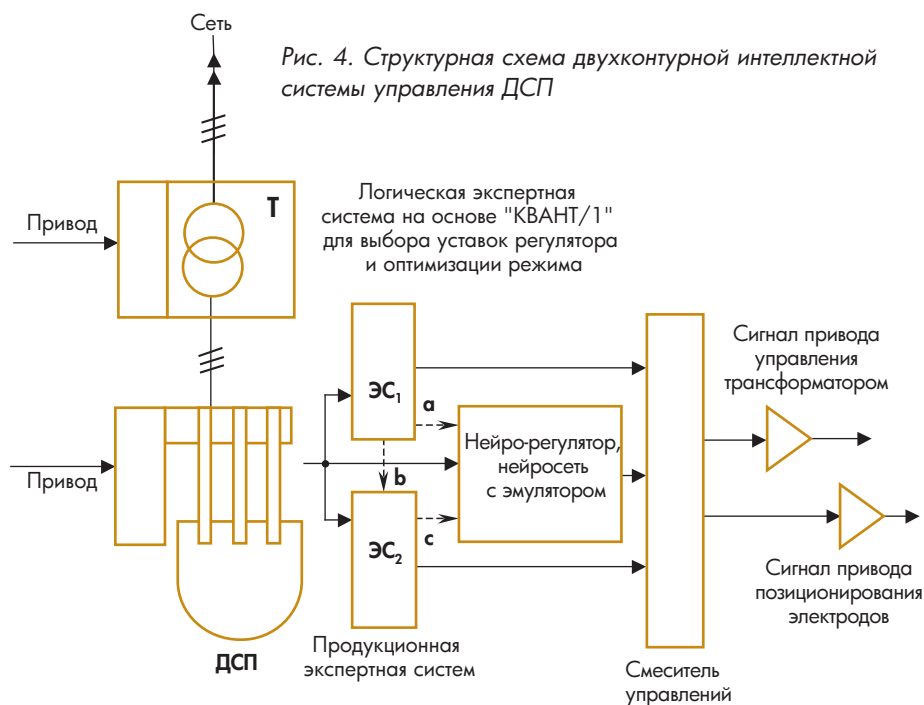 Сеть
Рис. 4. Структурная схема двухконтурной интеллектной
системы управления ДСП
Привод
Т
Логическая экспертная
система на основе "КВАНТ/1"
для выбора уставок регулятора
и оптимизации режима
Привод
ЭС1
a
b
Нейро-регулятор,
нейросеть
с эмулятором
c
ЭС2
Сигнал привода
управления
трансформатором
Сигнал привода
позиционирования
электродов
ДСП
Продукционная
экспертная систем
Смеситель
управлений